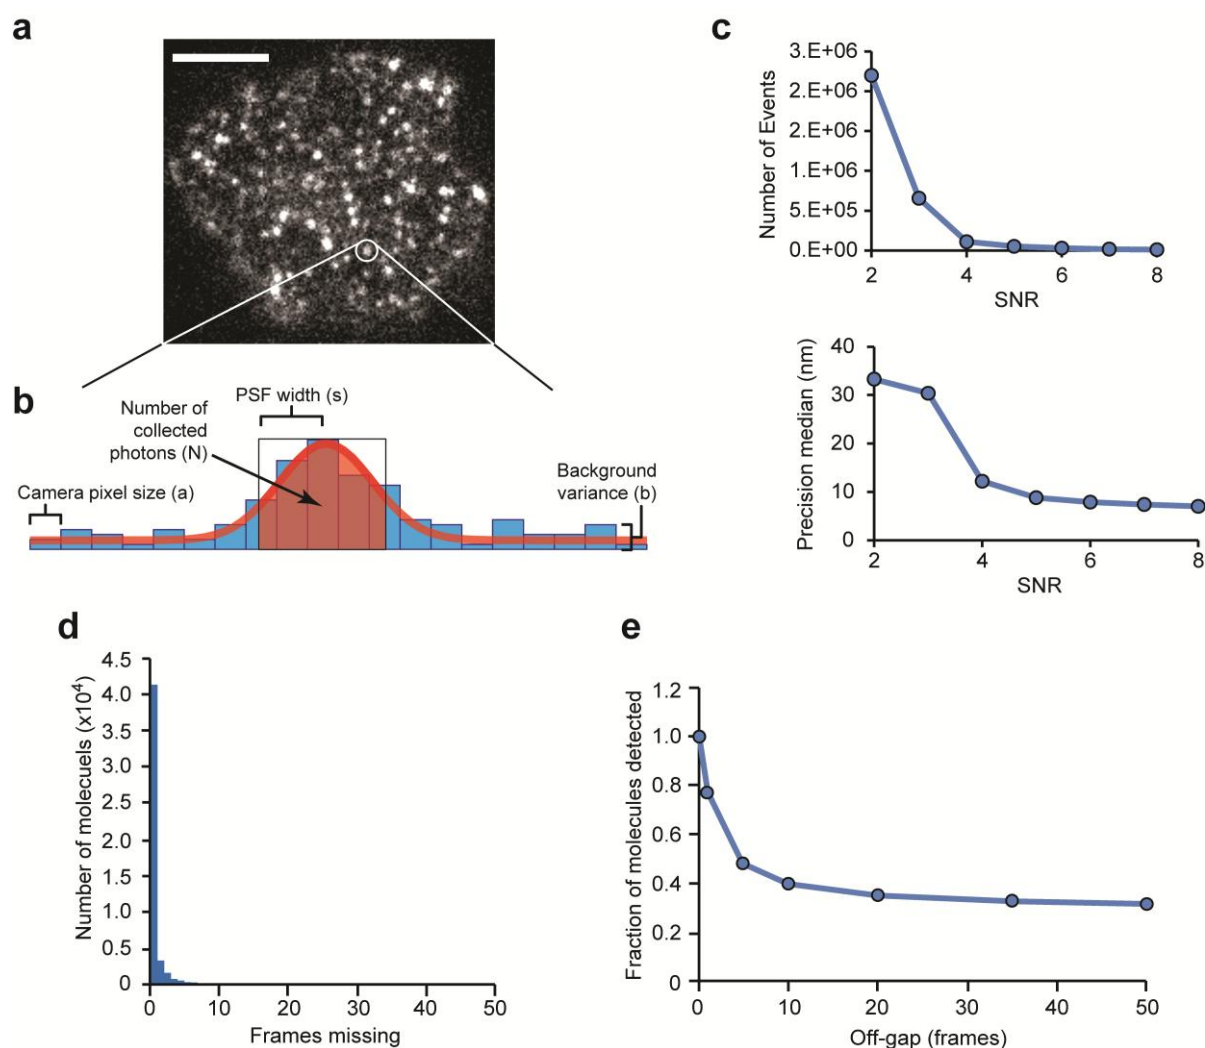 a
b
PSF width (s)
Number of
collected
photons (N)
Camera pixel size (a)
Background
variance (b)
c
Number of Events
3.E+06
2.E+06
2.E+06
1.E+06
5.E+05
0.E+00
2 4 6 8
SNR
Precision median (nm)
40
30
20
10
0
2 4 6 8
SNR
d
Number of molecuels (x10⁴)
4.5
4.0
3.5
3.0
2.5
4.0
1.5
1.0
0.5
0
0 10 20 30 40 50
Frames missing
e
Fraction of molecules detected
1.2
1.0
0.8
0.6
0.4
0.2
0
0 10 20 30 40 50
Off-gap (frames)